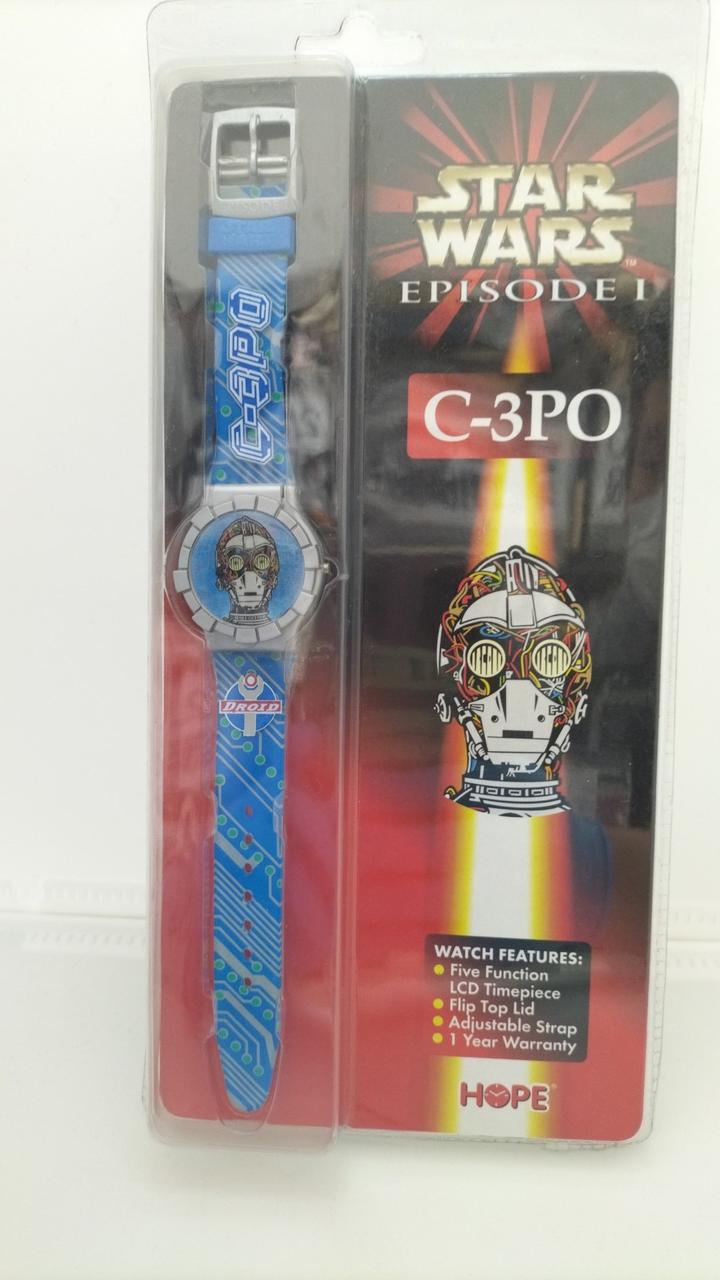 STAR
WARS™
EPISODE I
C-3PO
C-3PO
DROID
WATCH FEATURES:
• Five Function
LCD Timepiece
• Flip Top Lid
• Adjustable Strap
• 1 Year Warranty
HOPE®